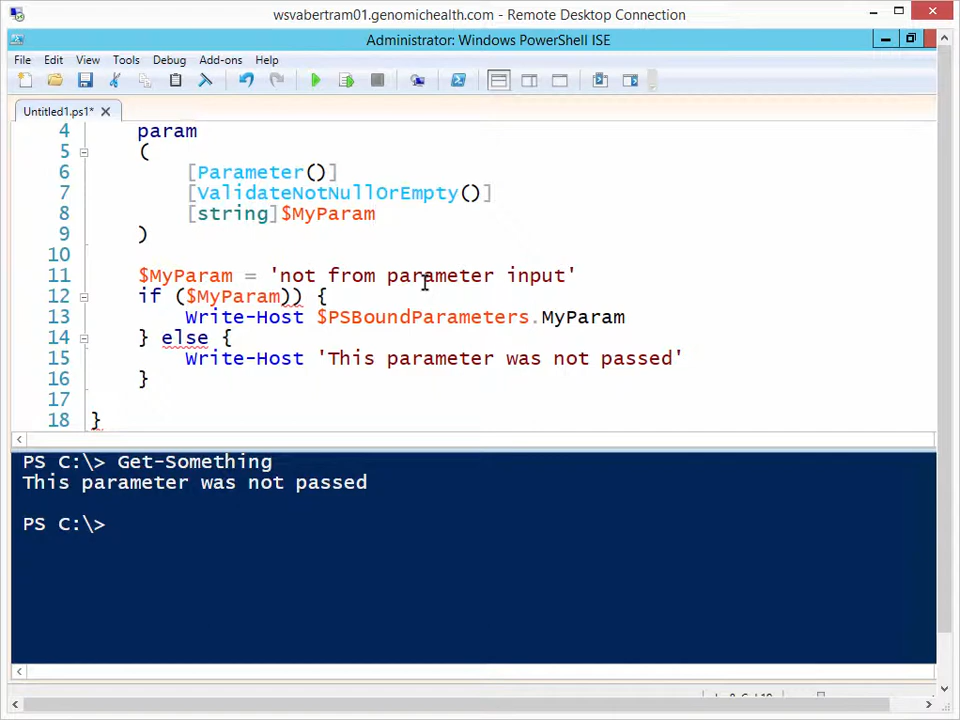 wsvabertram01.genomichealth.com - Remote Desktop Connection
Administrator: Windows PowerShell ISE
File Edit View Tools Debug Add-ons Help
Untitled1.ps1*
4 param
5 (
6 [Parameter()]
7 [ValidateNotNullOrEmpty()]
8 [string]$MyParam
9 )
10
11 $MyParam = 'not from parameter input'
12 if ($MyParam)) {
13 Write-Host $PSBoundParameters.MyParam
14 } else {
15 Write-Host 'This parameter was not passed'
16 }
17
18 }
PS C:\> Get-Something
This parameter was not passed
PS C:\>